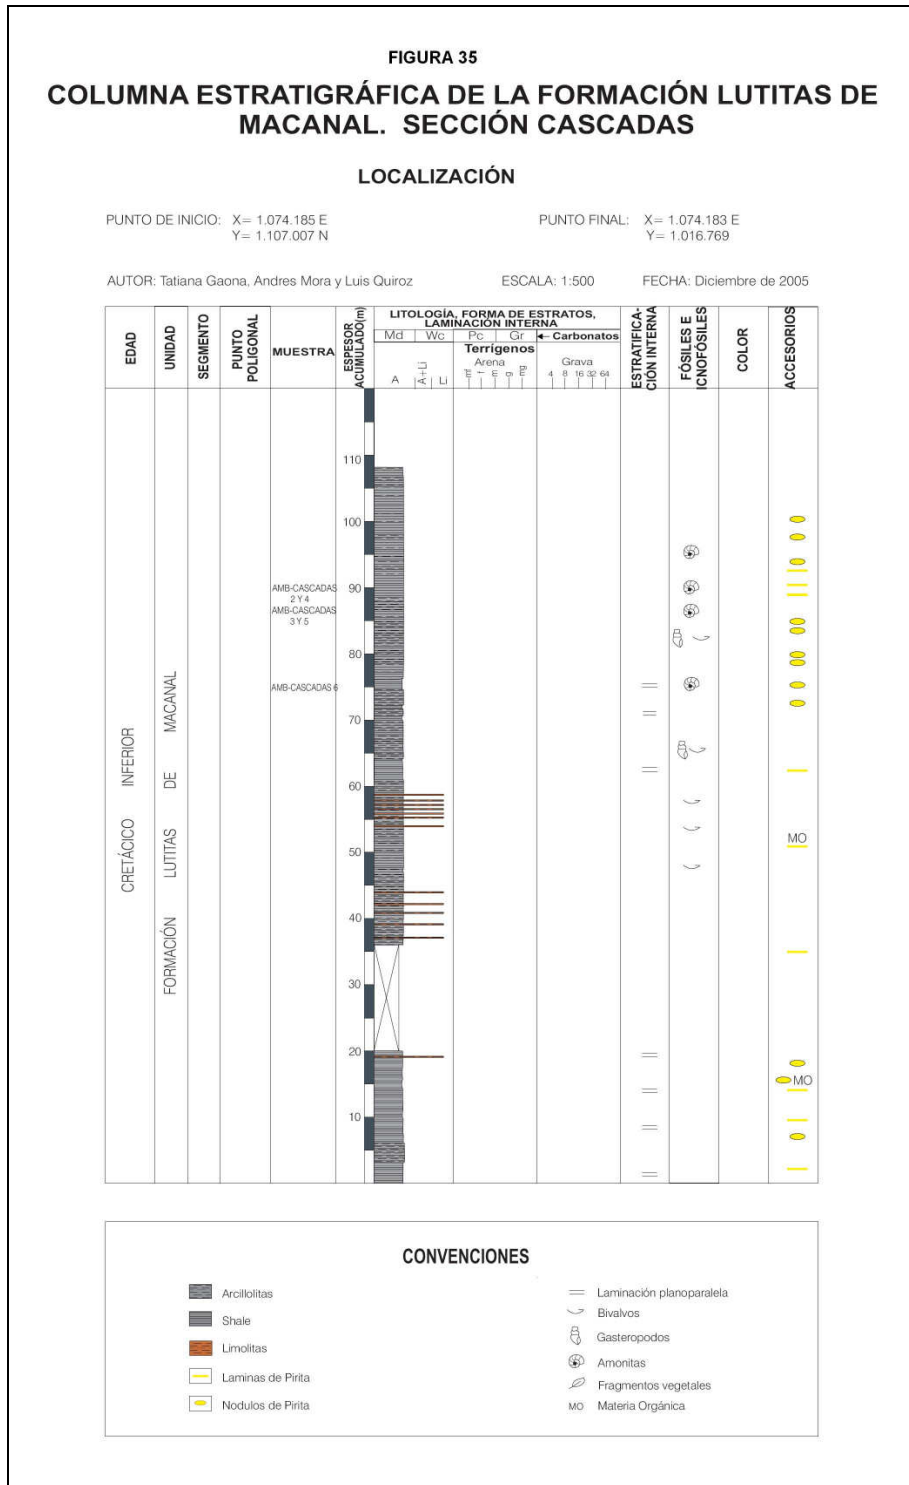 FIGURA 35
COLUMNA ESTRATIGRÁFICA DE LA FORMACIÓN LUTITAS DE
MACANAL. SECCIÓN CASCADAS
LOCALIZACIÓN
PUNTO DE INICIO: X= 1.074.185 E
Y= 1.107.007 N
PUNTO FINAL: X= 1.074.183 E
Y= 1.016.769
AUTOR: Tatiana Gaona, Andres Mora y Luis Quiroz
ESCALA: 1:500
FECHA: Diciembre de 2005
EDAD
UNIDAD
SEGMENTO
PUNTO
POLIGONAL
MUESTRA
ESPESOR
ACUMULADO(m)
LITOLOGÍA, FORMA DE ESTRATOS,
LAMINACIÓN INTERNA
Md Wc Pc Gr ← Carbonatos
Terrígenos
Arena Grava
A A+Li Li mf f m g mg 4 8 16 32 64
ESTRATIFICA-
CIÓN INTERNA
FÓSILES E
ICNOFÓSILES
COLOR
ACCESORIOS
110
100
90
80
70
60
50
40
30
20
10
AMB-CASCADAS
2 Y 4
AMB-CASCADAS
3 Y 5
AMB-CASCADAS 6
CRETÁCICO INFERIOR
FORMACIÓN LUTITAS DE MACANAL
MO
MO
CONVENCIONES
Arcillolitas
Shale
Limolitas
Laminas de Pirita
Nodulos de Pirita
Laminación planoparalela
Bivalvos
Gasteropodos
Amonitas
Fragmentos vegetales
MO Materia Orgánica